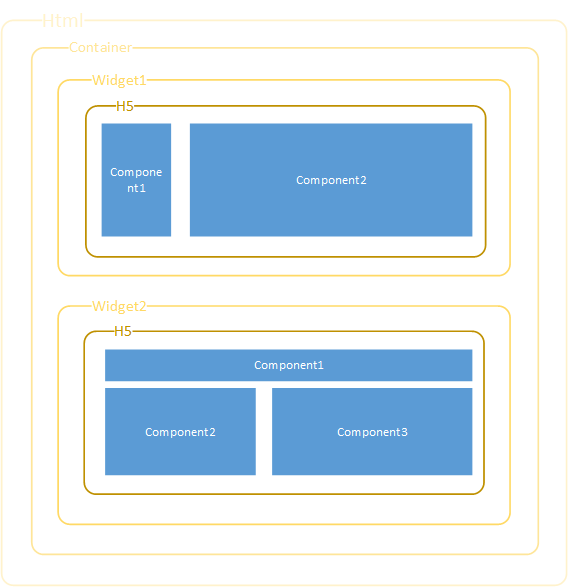 Html
Container
Widget1
H5
Compone
nt1
Component2
Widget2
H5
Component1
Component2
Component3